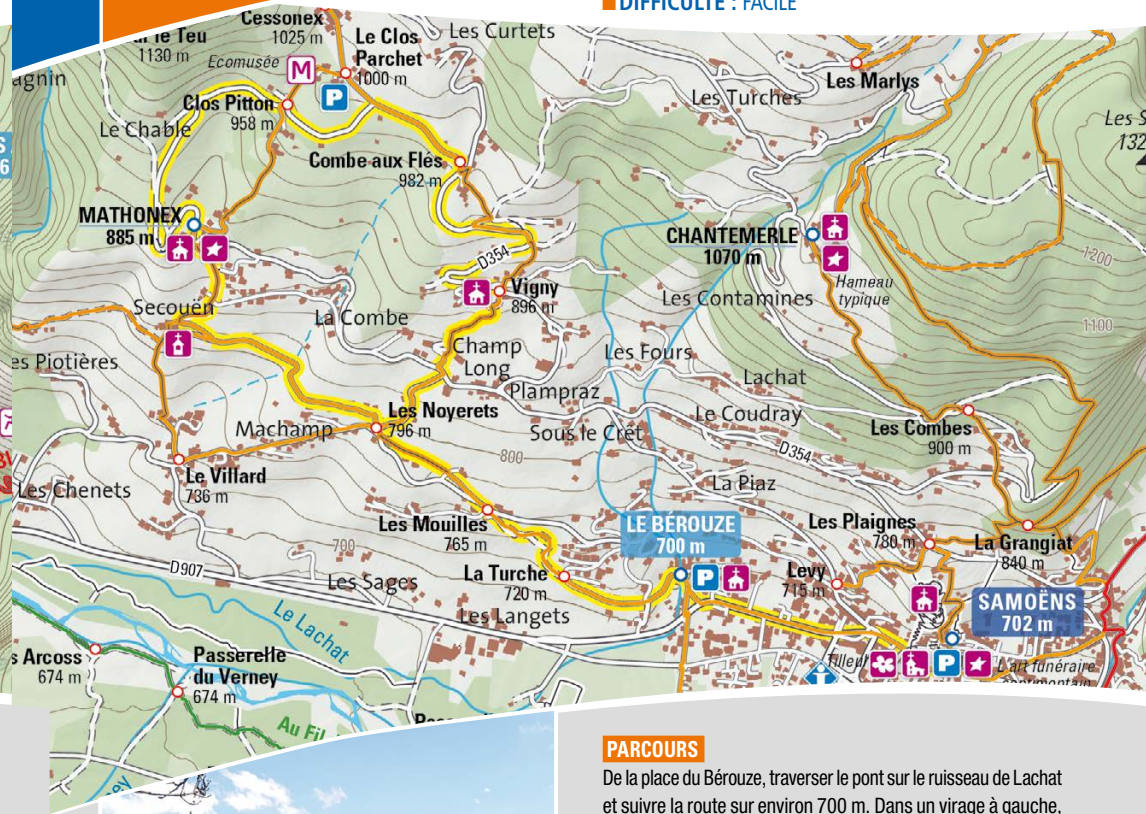 DIFFICULTÉ : FACILE
Cessonex
1025 m
le Teu
1130 m
Ecomusée
M
Le Clos
Parchet
1000 m
P
Les Curtets
Les Marlys
Les Turches
Clos Pitton
958 m
Le Chable
Combe aux Flés
982 m
MATHONEX
885 m
CHANTEMERLE
1070 m
Hameau
typique
1200
1100
D354
Vigny
896 m
Les Contamines
Secouën
La Combe
Champ
Long
Les Fours
Lachat
Plampraz
Les Noyerets
796 m
Le Coudray
Les Combes
900 m
Machamp
Sous le Crêt
D354
800
Le Villard
736 m
Les Chenets
La Piaz
Les Mouilles
765 m
LE BÉROUZE
700 m
P
Les Plaignes
780 m
La Grangiat
840 m
700
D907
Les Sages
La Turche
720 m
Levy
715 m
Les Langets
SAMOËNS
702 m
Le Lachat
Arcoss
674 m
Passerelle
du Verney
674 m
Tilleul
P
L'art funéraire
Au Fil
PARCOURS
De la place du Bérouze, traverser le pont sur le ruisseau de Lachat
et suivre la route sur environ 700 m. Dans un virage à gauche,